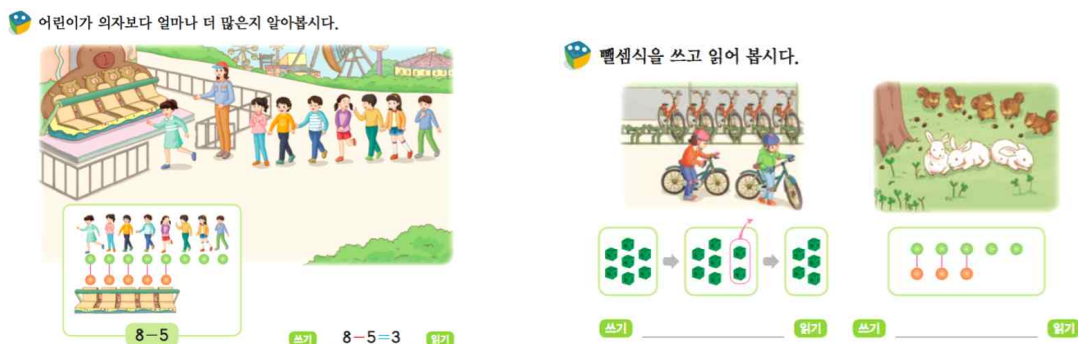 어린이가 의자보다 얼마나 더 많은지 알아봅시다.
8-5
쓰기 8-5=3 읽기
뺄셈식을 쓰고 읽어 봅시다.
쓰기 읽기 쓰기 읽기